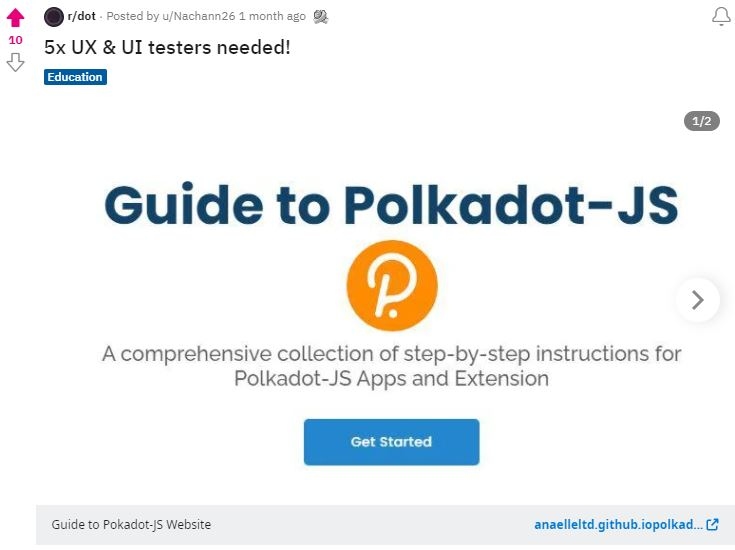 r/dot · Posted by u/Nachann26 1 month ago
10
5x UX & UI testers needed!
Education
1/2
Guide to Polkadot-JS
A comprehensive collection of step-by-step instructions for
Polkadot-JS Apps and Extension
Get Started
Guide to Pokadot-JS Website
anaelleltd.github.iopolkad...